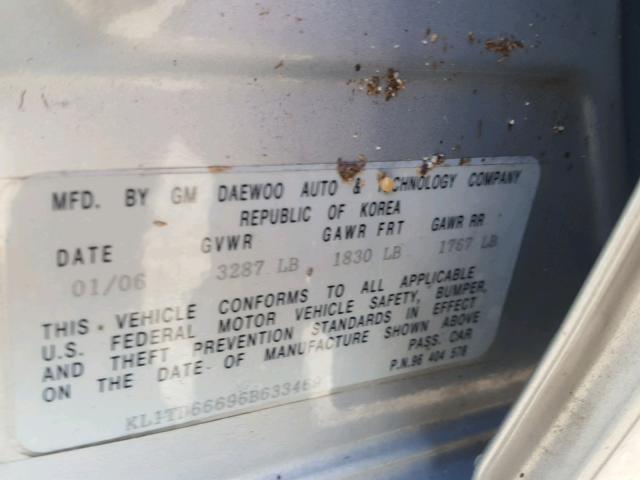 MFD. BY GM DAEWOO AUTO & TECHNOLOGY COMPANY
REPUBLIC OF KOREA
DATE GVWR GAWR FRT GAWR RR
01/06 3287 LB 1830 LB 1767 LB
THIS VEHICLE CONFORMS TO ALL APPLICABLE
U.S. FEDERAL MOTOR VEHICLE SAFETY, BUMPER,
AND THEFT PREVENTION STANDARDS IN EFFECT
ON THE DATE OF MANUFACTURE SHOWN ABOVE
PASS. CAR
P.N.96 404 578
KL1TD66696B633469